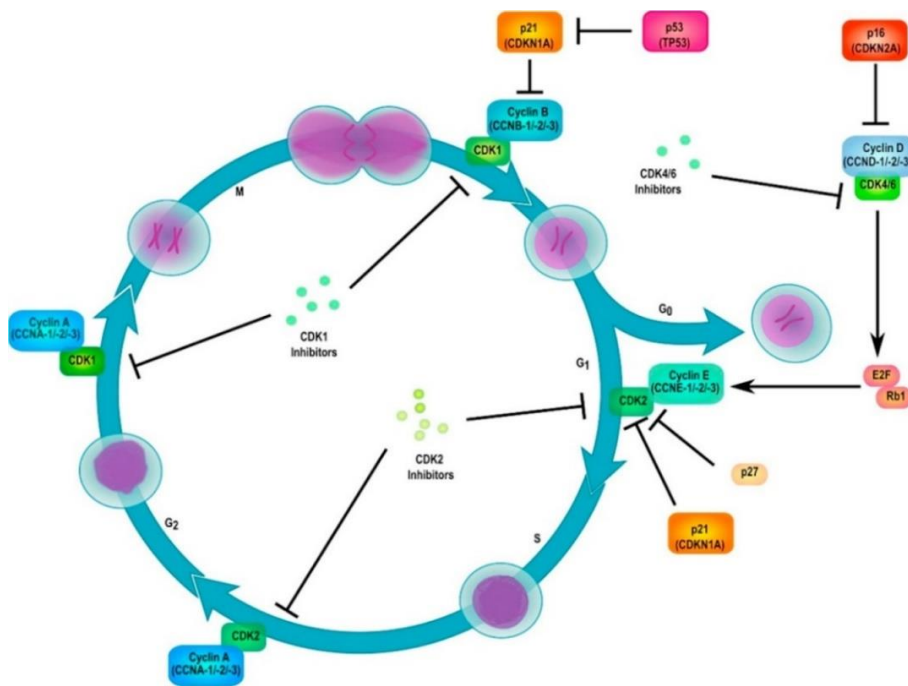 p21
(CDKN1A)
p53
(TP53)
p16
(CDKN2A)
Cyclin B
(CCNB-1/-2/-3)
CDK1
Cyclin D
(CCND-1/-2/-3)
CDK4/6
CDK4/6
Inhibitors
M
Cyclin A
(CCNA-1/-2/-3)
CDK1
CDK1
Inhibitors
G0
G1
Cyclin E
(CCNE-1/-2/-3)
CDK2
E2F
Rb1
CDK2
Inhibitors
p27
p21
(CDKN1A)
G2
S
CDK2
Cyclin A
(CCNA-1/-2/-3)